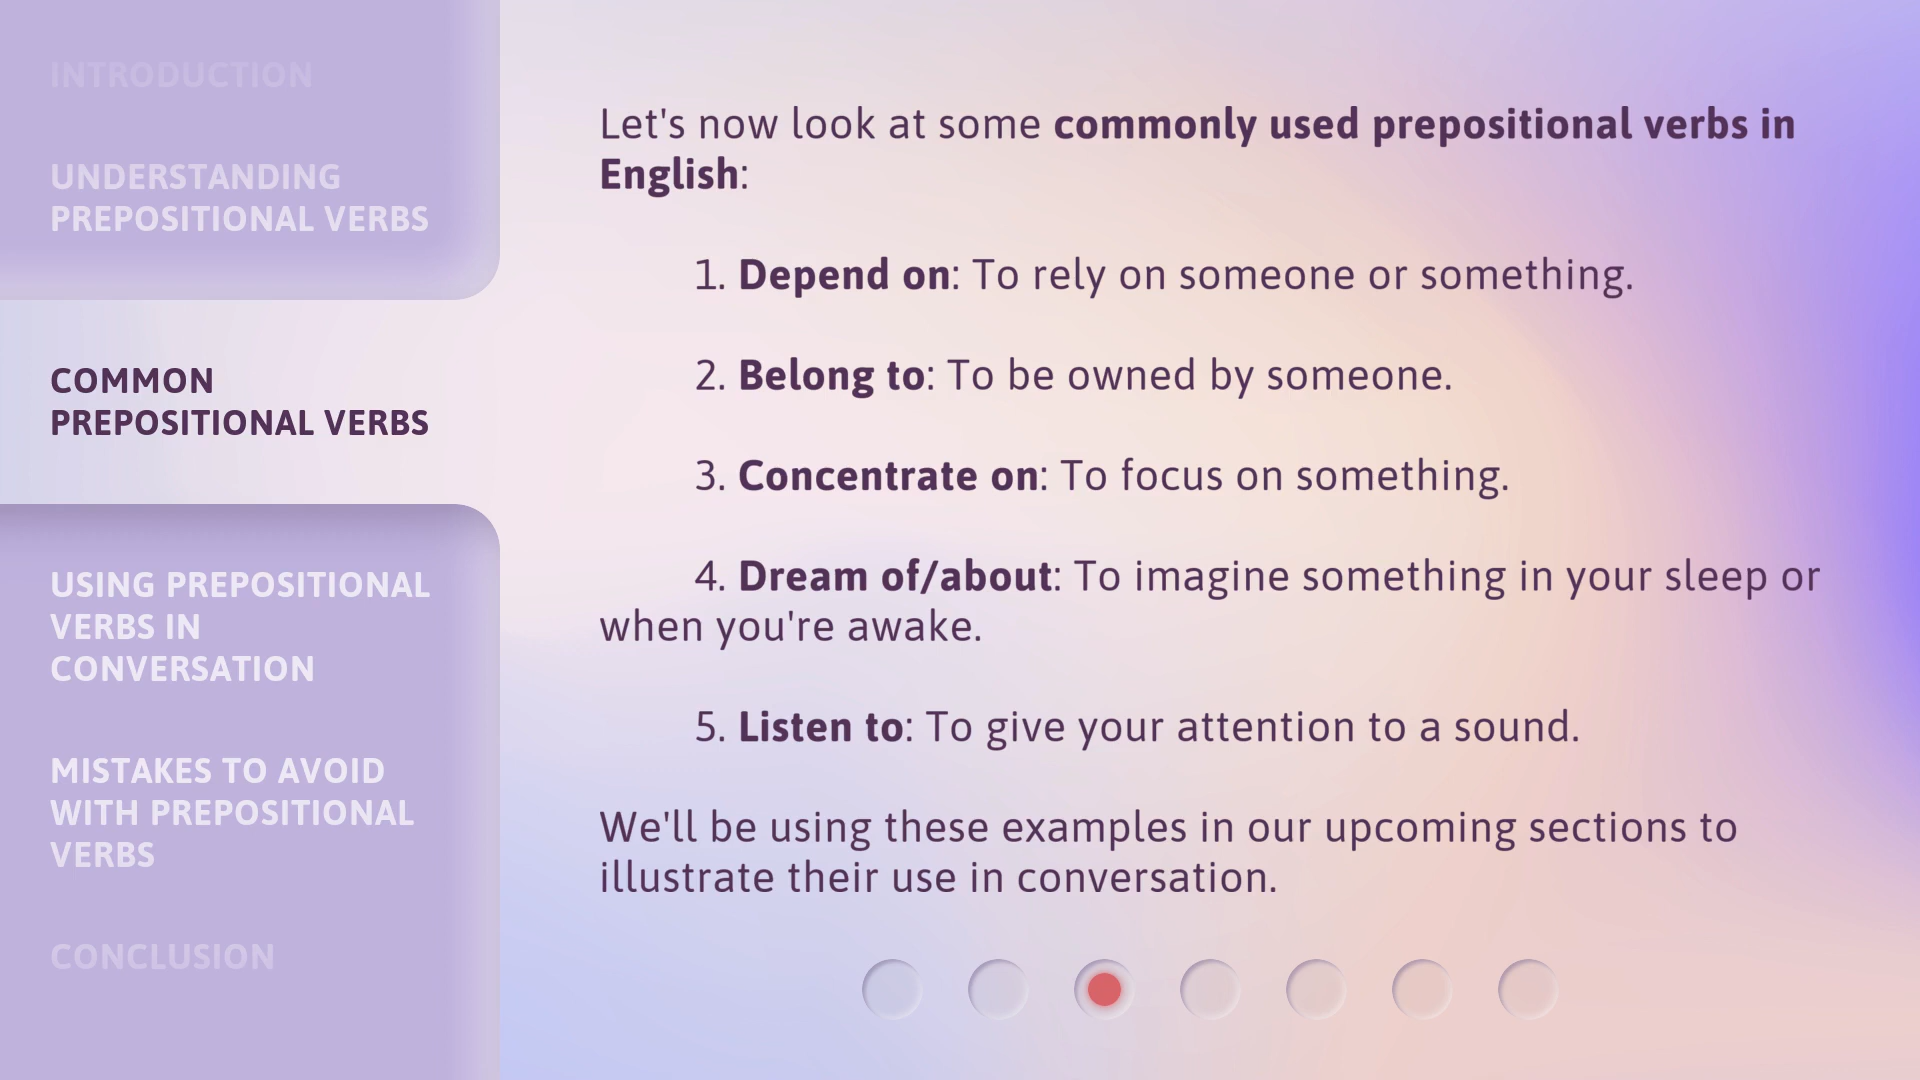 INTRODUCTION
UNDERSTANDING
PREPOSITIONAL VERBS
COMMON
PREPOSITIONAL VERBS
USING PREPOSITIONAL
VERBS IN
CONVERSATION
MISTAKES TO AVOID
WITH PREPOSITIONAL
VERBS
CONCLUSION
Let's now look at some commonly used prepositional verbs in
English:
1. Depend on: To rely on someone or something.
2. Belong to: To be owned by someone.
3. Concentrate on: To focus on something.
4. Dream of/about: To imagine something in your sleep or
when you're awake.
5. Listen to: To give your attention to a sound.
We'll be using these examples in our upcoming sections to
illustrate their use in conversation.